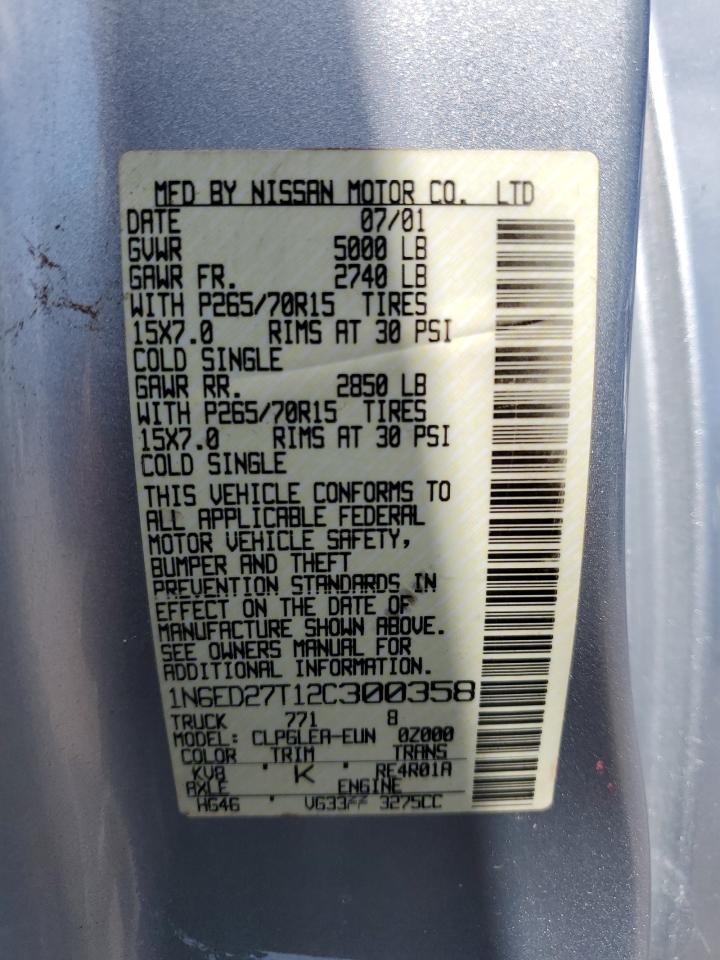 MFD BY NISSAN MOTOR CO. LTD
DATE 07/01
GVWR 5000 LB
GAWR FR. 2740 LB
WITH P265/70R15 TIRES
15X7.0 RIMS AT 30 PSI
COLD SINGLE
GAWR RR. 2850 LB
WITH P265/70R15 TIRES
15X7.0 RIMS AT 30 PSI
COLD SINGLE
THIS VEHICLE CONFORMS TO
ALL APPLICABLE FEDERAL
MOTOR VEHICLE SAFETY,
BUMPER AND THEFT
PREVENTION STANDARDS IN
EFFECT ON THE DATE OF
MANUFACTURE SHOWN ABOVE.
SEE OWNERS MANUAL FOR
ADDITIONAL INFORMATION.
1N6ED27T12C300358
TRUCK 771 8
MODEL: CLPGLEA-EUN 0Z000
COLOR TRIM TRANS
KV8 K RE4R01A
AXLE ENGINE
HG46 VG33 3275CC